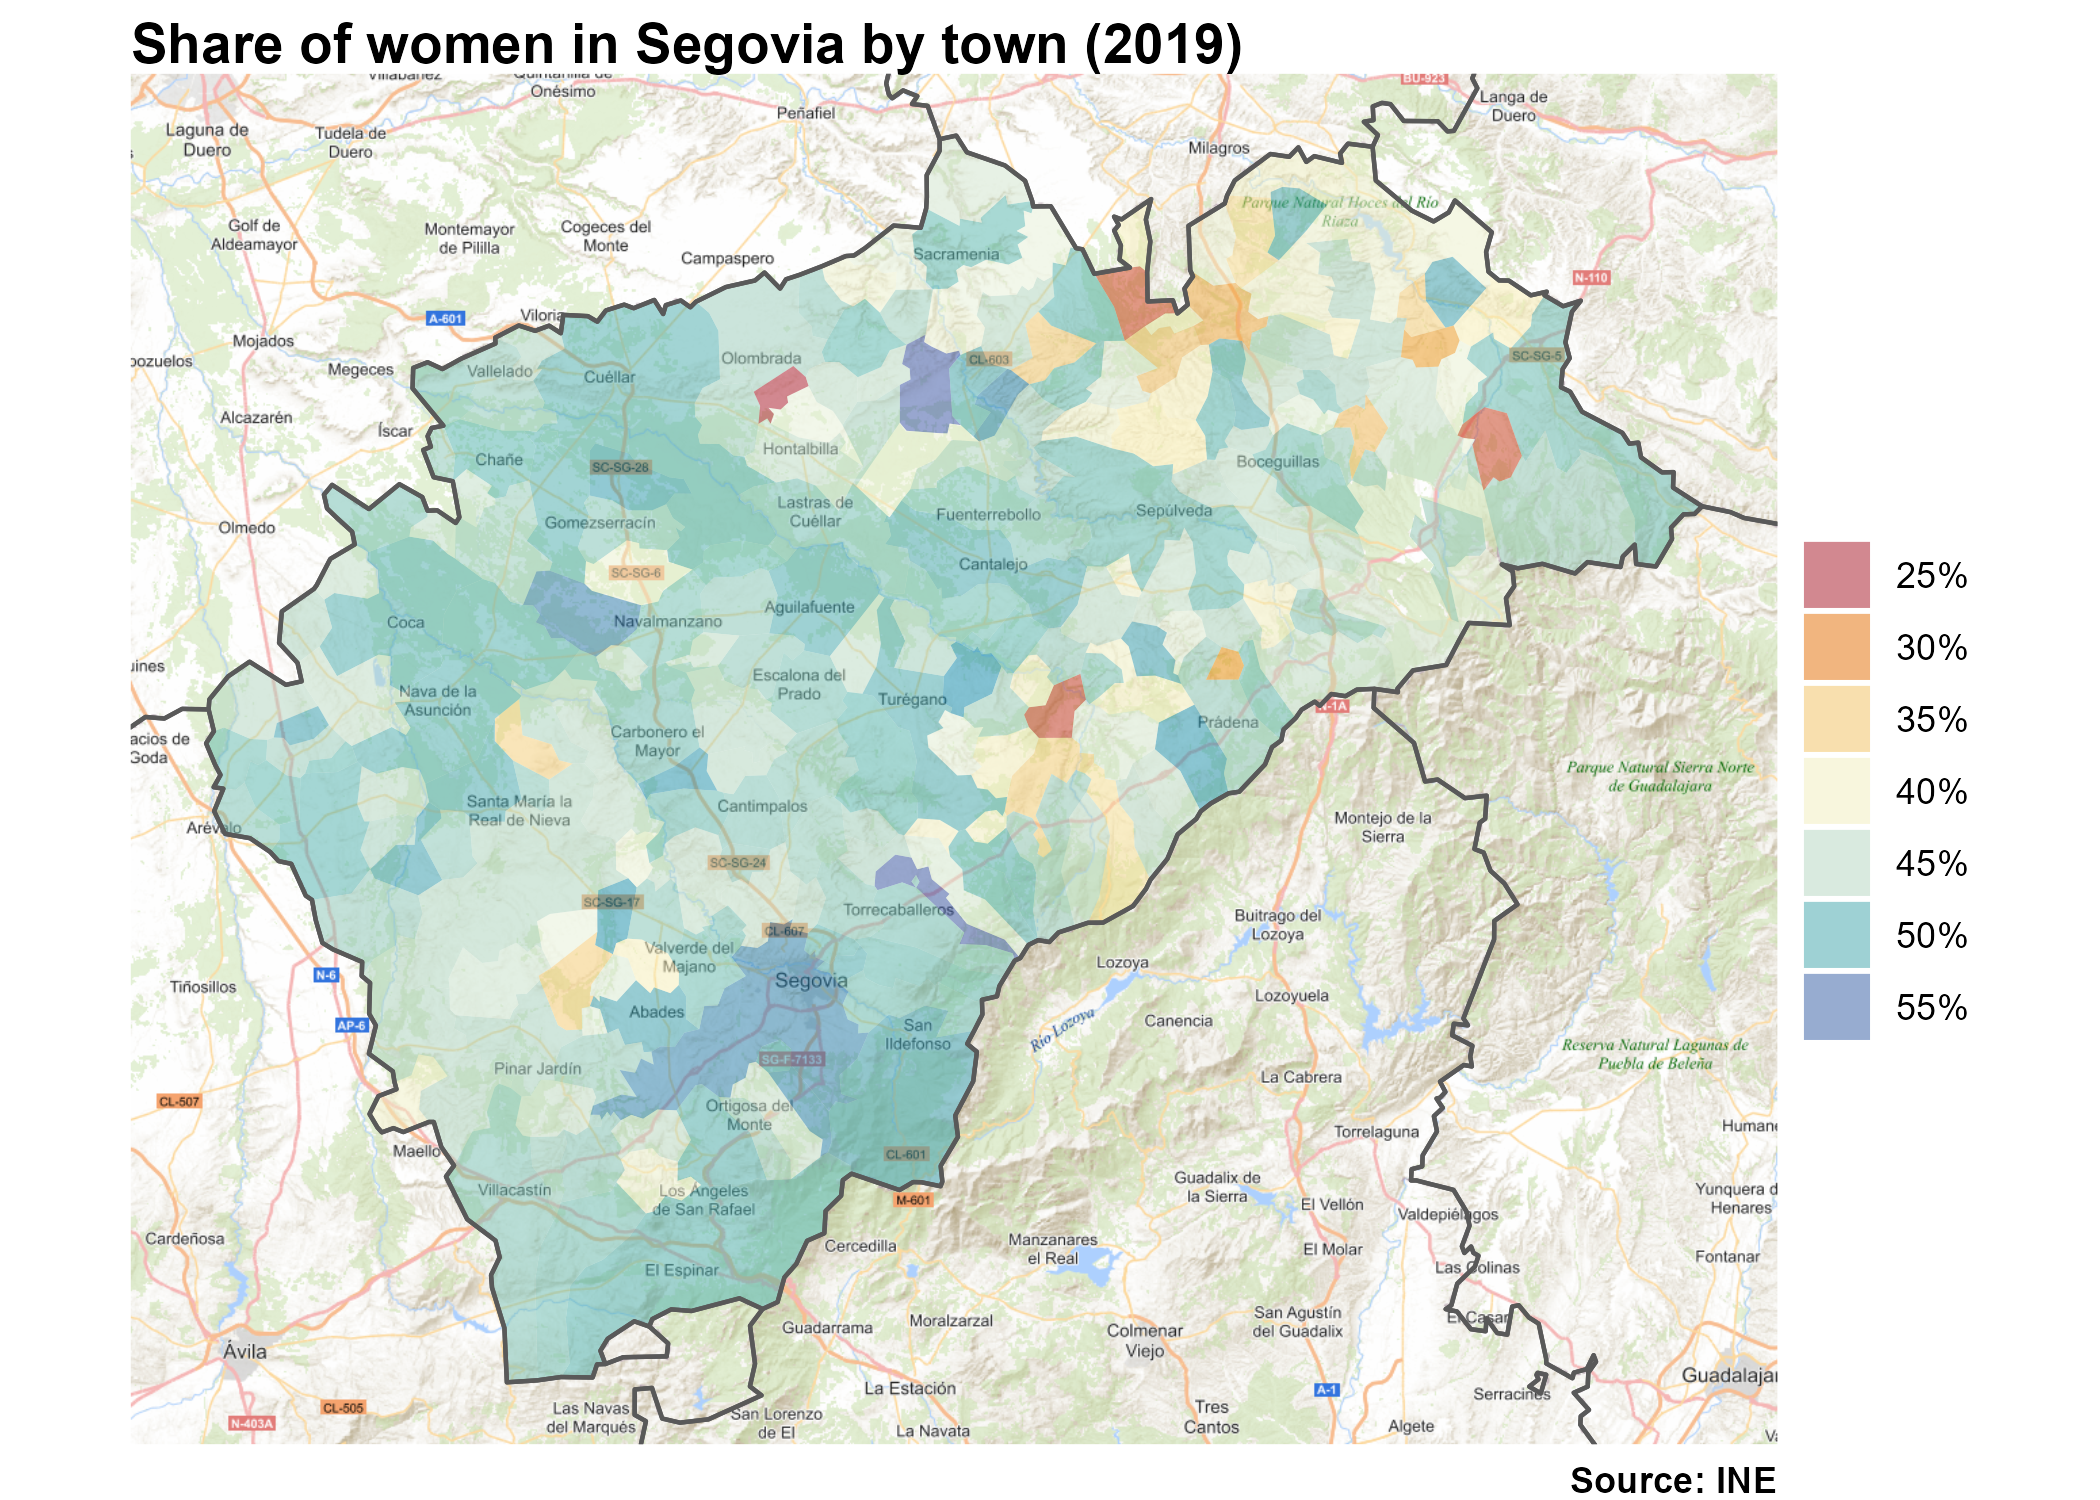 Share of women in Segovia by town (2019)
Villabáñez
Quintanilla de
Onésimo
Peñafiel
BU-923
Langa de
Duero
Laguna de
Duero
Tudela de
Duero
Milagros
Golf de
Aldeamayor
Montemayor
de Pililla
Cogeces del
Monte
Campaspero
Parque Natural Hoces del Río
Riaza
Sacramenia
N-110
A-601
Viloria
Mojados
Megeces
Vallelado
Cuéllar
Olombrada
CL-603
SC-SG-5
Alcazarén
Íscar
Hontalbilla
Chañe
SC-SG-28
Boceguillas
Olmedo
Gomezserracín
Lastras de
Cuéllar
Fuenterrebollo
Sepúlveda
SC-SG-6
Cantalejo
Coca
Navalmanzano
Aguilafuente
Nava de la
Asunción
Escalona del
Prado
Turégano
Carbonero el
Mayor
Prádena
N-1A
Parque Natural Sierra Norte
de Guadalajara
acios de
Goda
Arévalo
Santa María la
Real de Nieva
Cantimpalos
Montejo de la
Sierra
SC-SG-24
SC-SG-17
Torrecaballeros
CL-607
Buitrago del
Lozoya
Valverde del
Majano
Segovia
N-6
Tiñosillos
Lozoya
Lozoyuela
AP-6
Abades
San
Ildefonso
Río Lozoya
Canencia
SG-F-7133
Pinar Jardín
Reserva Natural Lagunas de
Puebla de Beleña
La Cabrera
CL-507
Ortigosa del
Monte
Maello
CL-601
Torrelaguna
Villacastín
Los Ángeles
de San Rafael
M-601
Guadalix de
la Sierra
El Vellón
Valdepiélagos
Yunquera d
Henares
Cardeñosa
Cercedilla
Manzanares
el Real
El Molar
Fontanar
El Espinar
Las Colinas
Guadarrama
Moralzarzal
Colmenar
Viejo
San Agustín
del Guadalix
El Casar
Ávila
Guadalajar
La Estación
A-1
Serracines
CL-505
N-403A
Las Navas
del Marqués
San Lorenzo
de El
La Navata
Tres
Cantos
Algete
25%
30%
35%
40%
45%
50%
55%
Source: INE